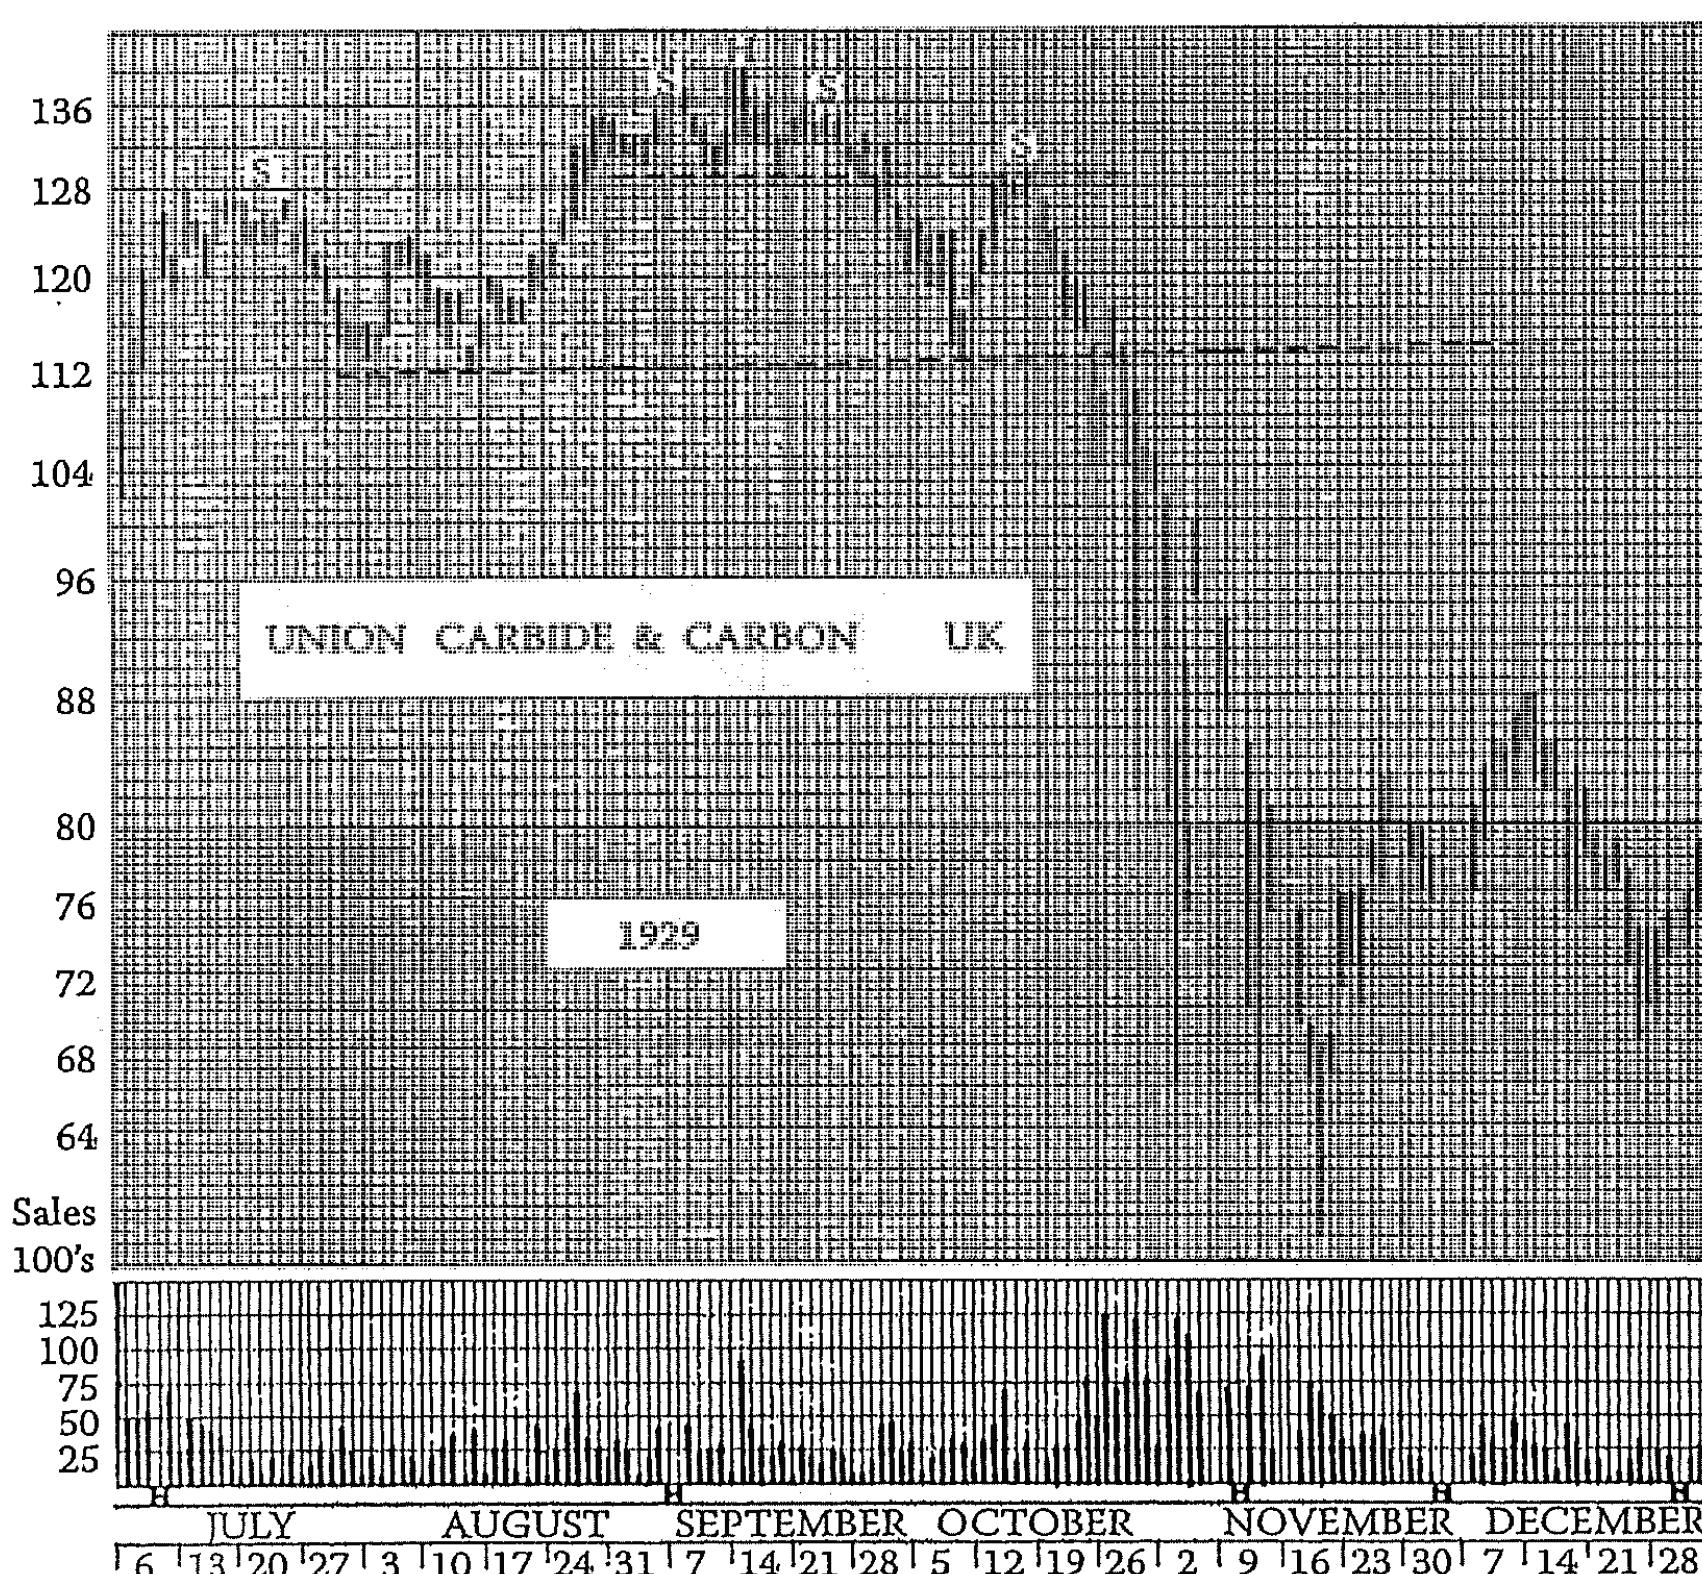 S
H
S
136
S
S
128
120
112
104
96
UNION CARBIDE & CARBON UK
88
80
76
1929
72
68
64
Sales
100's
125
100
75
50
25
H H H H H
JULY AUGUST SEPTEMBER OCTOBER NOVEMBER DECEMBER
6 13 20 27 3 10 17 24 31 7 14 21 28 5 12 19 26 2 9 16 23 30 7 14 21 28